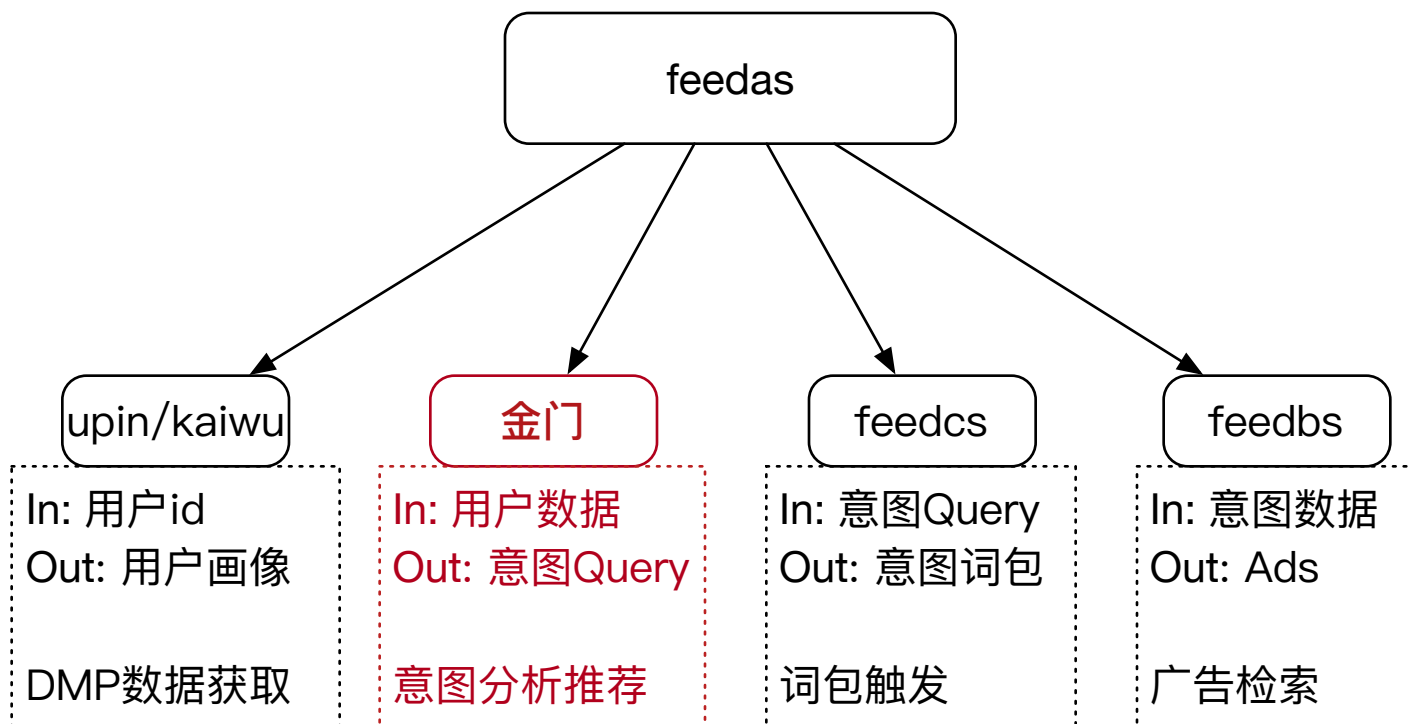 feedas
upin/kaiwu
In: 用户id
Out: 用户画像
DMP数据获取
金门
In: 用户数据
Out: 意图Query
意图分析推荐
feedcs
In: 意图Query
Out: 意图词包
词包触发
feedbs
In: 意图数据
Out: Ads
广告检索